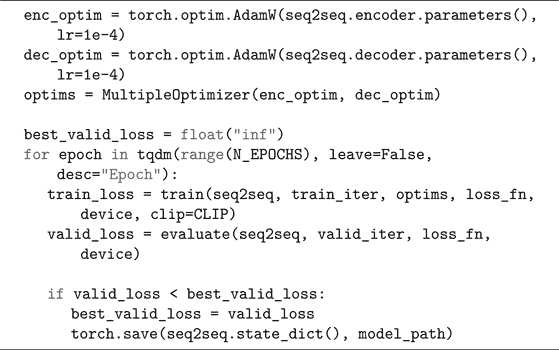 enc_optim = torch.optim.AdamW(seq2seq.encoder.parameters(),
lr=1e-4)
dec_optim = torch.optim.AdamW(seq2seq.decoder.parameters(),
lr=1e-4)
optims = MultipleOptimizer(enc_optim, dec_optim)
best_valid_loss = float("inf")
for epoch in tqdm(range(N_EPOCHS), leave=False,
desc="Epoch"):
train_loss = train(seq2seq, train_iter, optims, loss_fn,
device, clip=CLIP)
valid_loss = evaluate(seq2seq, valid_iter, loss_fn,
device)
if valid_loss < best_valid_loss:
best_valid_loss = valid_loss
torch.save(seq2seq.state_dict(), model_path)